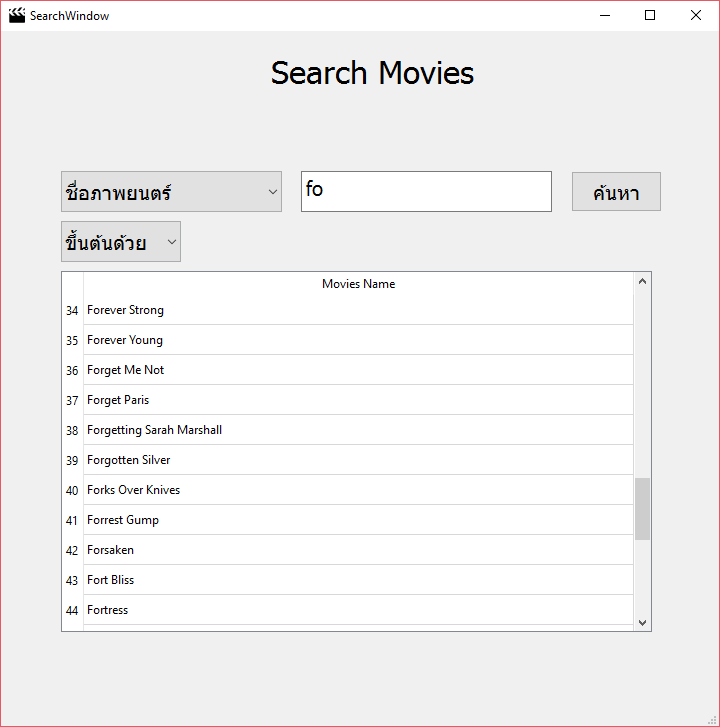 SearchWindow
Search Movies
ชื่อภาพยนตร์ fo ค้นหา
ขึ้นต้นด้วย
Movies Name
34 Forever Strong
35 Forever Young
36 Forget Me Not
37 Forget Paris
38 Forgetting Sarah Marshall
39 Forgotten Silver
40 Forks Over Knives
41 Forrest Gump
42 Forsaken
43 Fort Bliss
44 Fortress